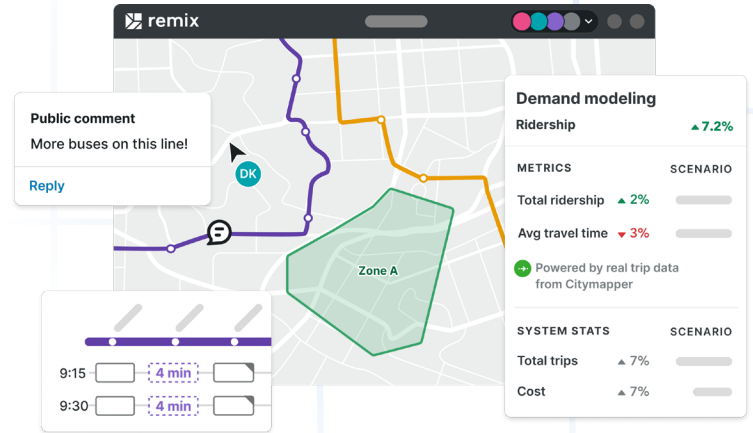 remix
Public comment
More buses on this line!
Reply
DK
Zone A
9:15 4 min
9:30 4 min
Demand modeling
Ridership 7.2%
METRICS SCENARIO
Total ridership 2%
Avg travel time 3%
Powered by real trip data
from Citymapper
SYSTEM STATS SCENARIO
Total trips 7%
Cost 7%